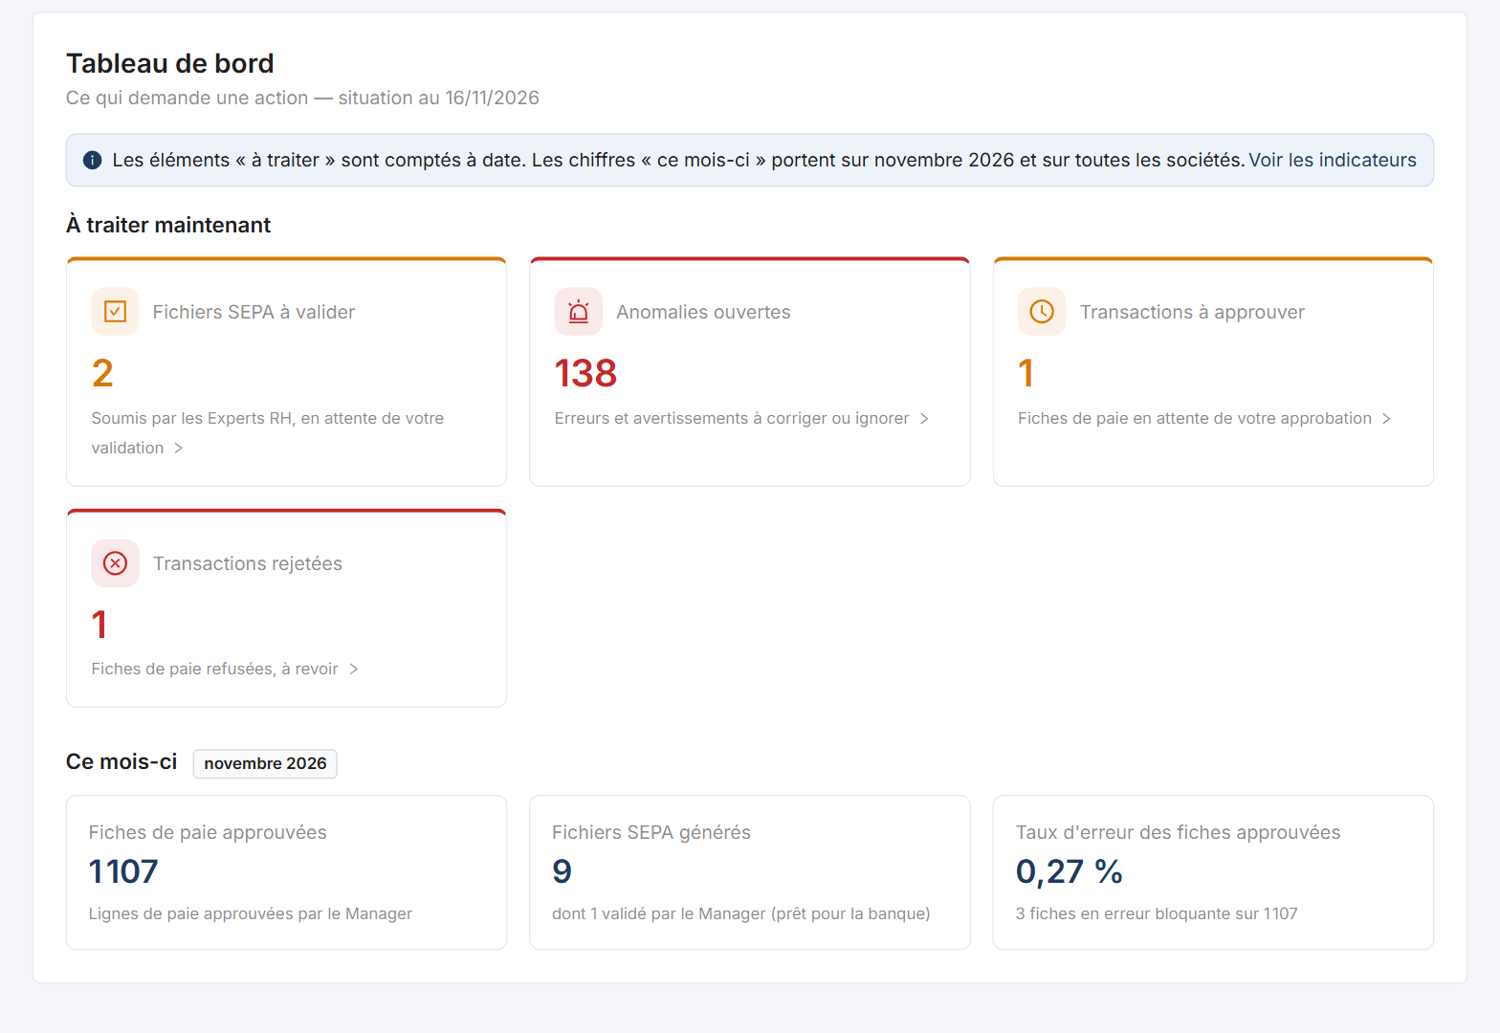 Tableau de bord
Ce qui demande une action — situation au 16/11/2026
Les éléments « à traiter » sont comptés à date. Les chiffres « ce mois-ci » portent sur novembre 2026 et sur toutes les sociétés. Voir les indicateurs
À traiter maintenant
Fichiers SEPA à valider
2
Soumis par les Experts RH, en attente de votre
validation >
Anomalies ouvertes
138
Erreurs et avertissements à corriger ou ignorer >
Transactions à approuver
1
Fiches de paie en attente de votre approbation >
Transactions rejetées
1
Fiches de paie refusées, à revoir >
Ce mois-ci novembre 2026
Fiches de paie approuvées
1 107
Lignes de paie approuvées par le Manager
Fichiers SEPA générés
9
dont 1 validé par le Manager (prêt pour la banque)
Taux d'erreur des fiches approuvées
0,27 %
3 fiches en erreur bloquante sur 1 107